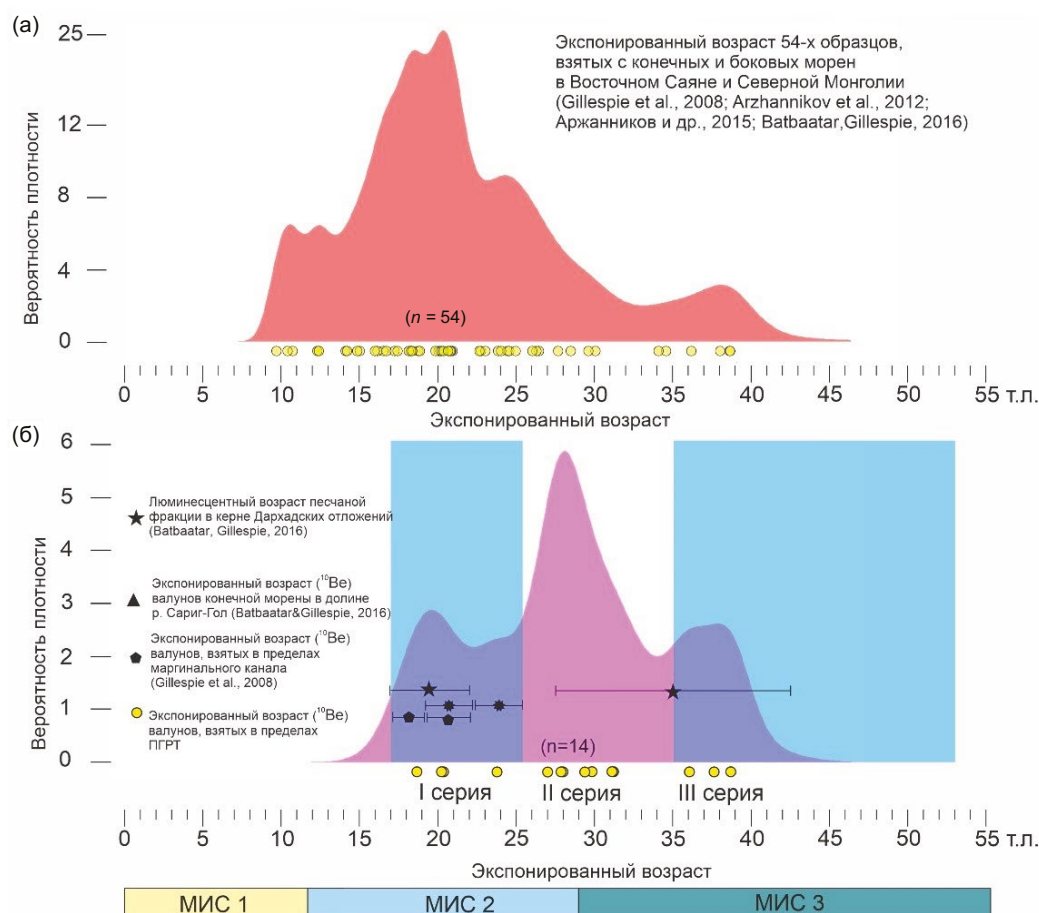 (а)
25
12
8
4
0
Вероятность плотности
Экспонированный возраст 54-х образцов,
взятых с конечных и боковых морен
в Восточном Саяне и Северной Монголии
(Gillespie et al., 2008; Arzhannikov et al., 2012;
Аржанников и др., 2015; Batbaatar,Gillespie, 2016)
(n = 54)
0 5 10 15 20 25 30 35 40 45 50 55 т.л.
Экспонированный возраст
(б)
6
5
4
3
2
1
0
Вероятность плотности
Люминесцентный возраст песчаной
фракции в керне Дархадских отложений
(Batbaatar, Gillespie, 2016)
Экспонированный возраст (¹⁰Be)
валунов конечной морены в долине
р. Сариг-Гол (Batbaatar&Gillespie, 2016)
Экспонированный возраст (¹⁰Be)
валунов, взятых в пределах
маргинального канала
(Gillespie et al., 2008)
Экспонированный возраст (¹⁰Be)
валунов, взятых в пределах
ПГРТ
(n=14)
I серия II серия III серия
0 5 10 15 20 25 30 35 40 45 50 55 т.л.
Экспонированный возраст
МИС 1 МИС 2 МИС 3